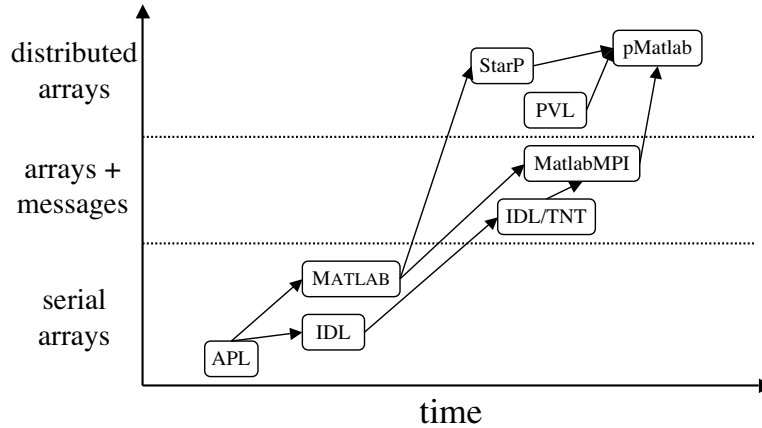 distributed
arrays
StarP
pMatlab
PVL
arrays +
messages
MatlabMPI
IDL/TNT
serial
arrays
MATLAB
IDL
APL
time